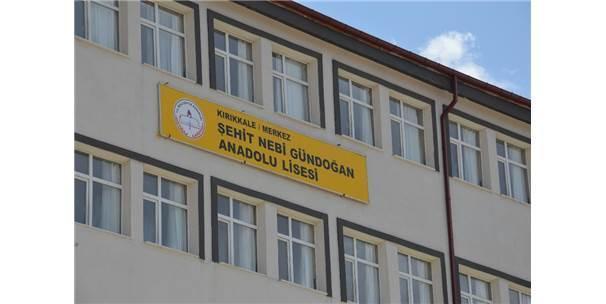 KIRIKKALE / MERKEZ
ŞEHİT NEBİ GÜNDOĞAN
ANADOLU LİSESİ